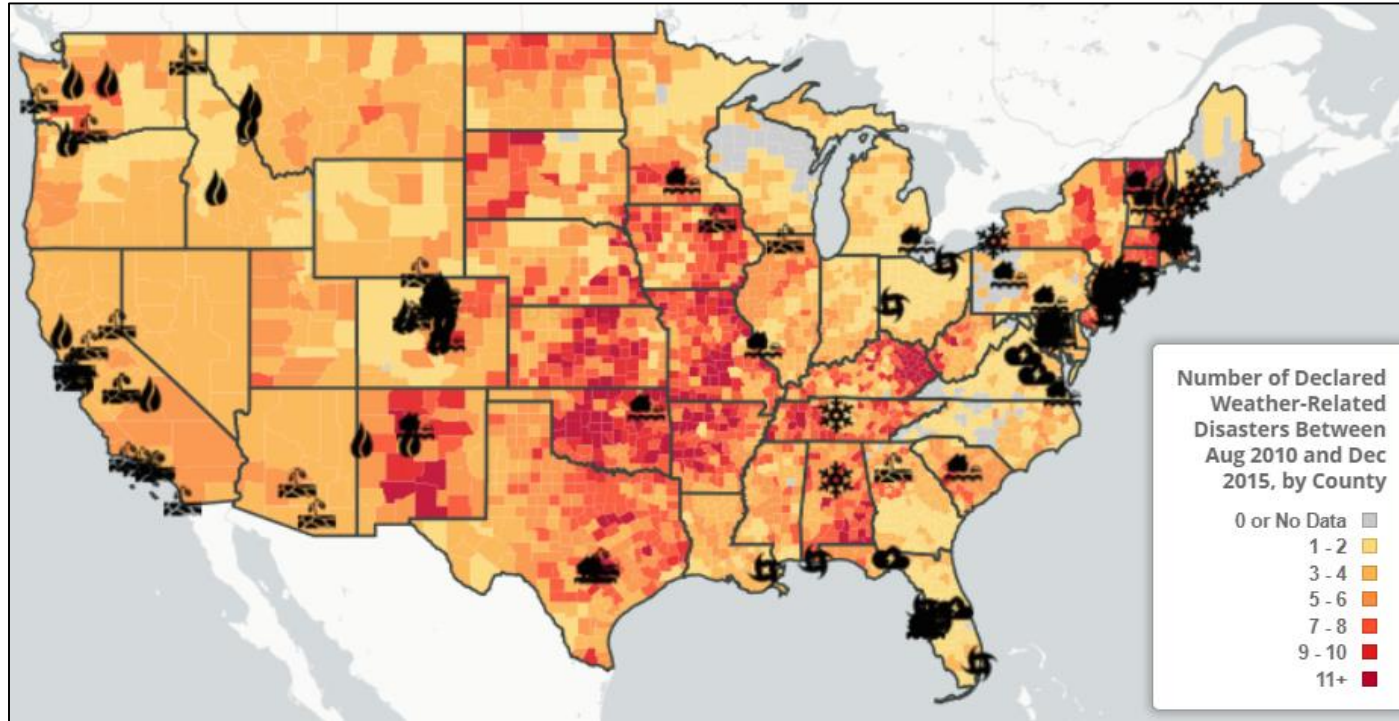 Number of Declared
Weather-Related
Disasters Between
Aug 2010 and Dec
2015, by County
0 or No Data
1 - 2
3 - 4
5 - 6
7 - 8
9 - 10
11+